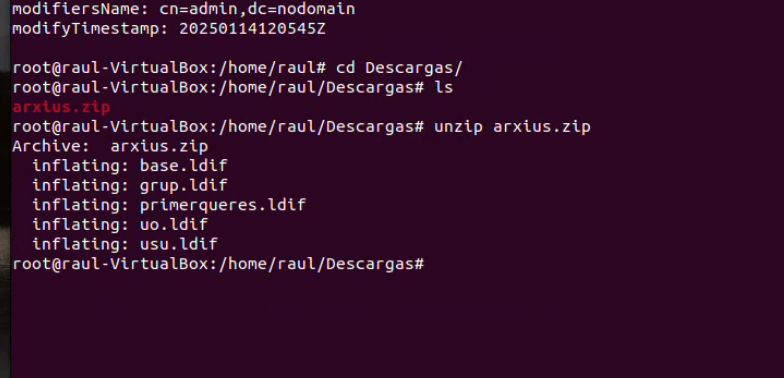 modifiersName: cn=admin,dc=nodomain
modifyTimestamp: 20250114120545Z

root@raul-VirtualBox:/home/raul# cd Descargas/
root@raul-VirtualBox:/home/raul/Descargas# ls
arxius.zip
root@raul-VirtualBox:/home/raul/Descargas# unzip arxius.zip
Archive:  arxius.zip
  inflating: base.ldif
  inflating: grup.ldif
  inflating: primerqueres.ldif
  inflating: uo.ldif
  inflating: usu.ldif
root@raul-VirtualBox:/home/raul/Descargas#